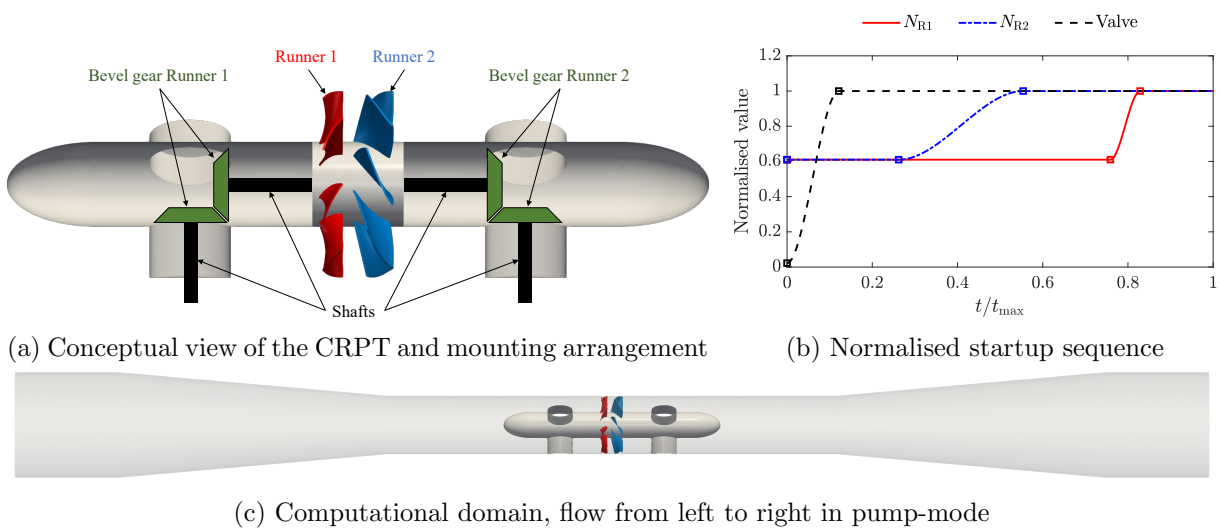 Runner 1 Runner 2
Bevel gear Runner 1
Bevel gear Runner 2
Shafts
(a) Conceptual view of the CRPT and mounting arrangement
N_R1 N_R2 Valve
Normalised value
1.2
1
0.8
0.6
0.4
0.2
0
0 0.2 0.4 0.6 0.8 1
t/t_max
(b) Normalised startup sequence
(c) Computational domain, flow from left to right in pump-mode